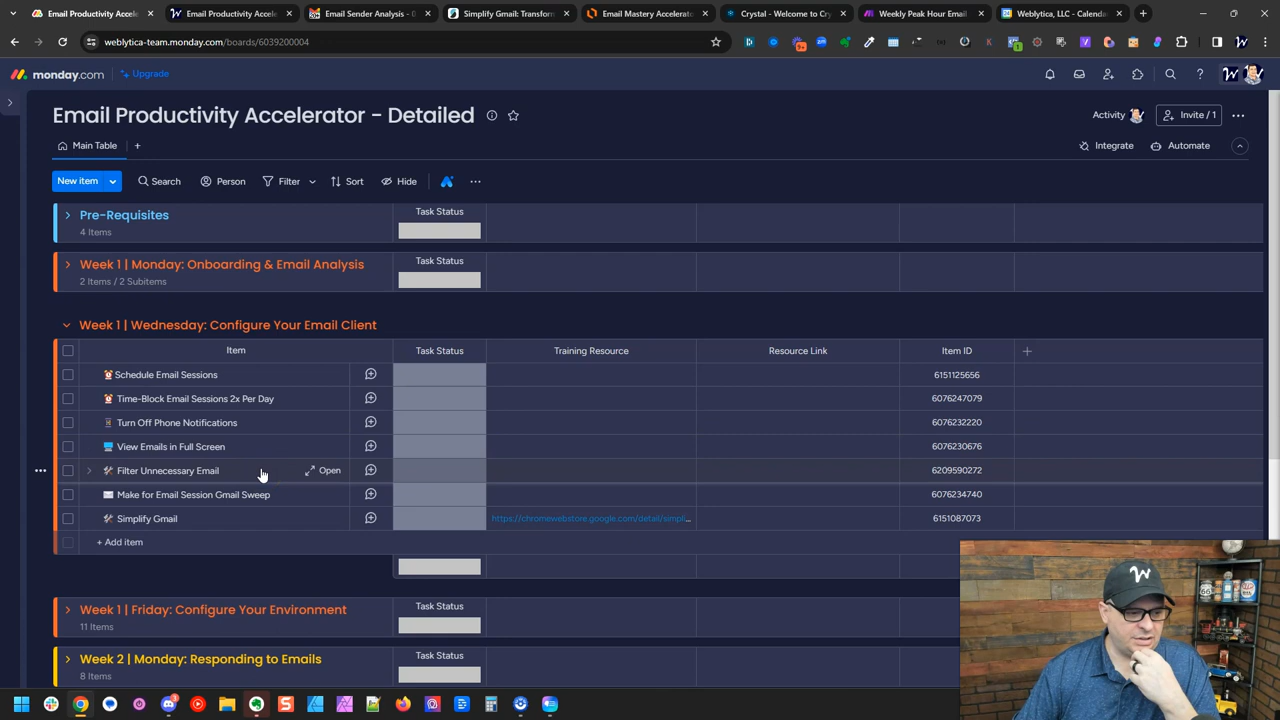 Email Productivity Accelerator
Email Productivity Accele
Email Sender Analysis - G
Simplify Gmail: Transform
Email Mastery Accelerator
Crystal - Welcome to Cry
Weekly Peak Hour Email
Weblytica, LLC - Calenda
weblytica-team.monday.com/boards/6039200004
monday.com
Upgrade
Email Productivity Accelerator - Detailed
Activity
Invite / 1
Main Table
+
Integrate
Automate
New item
Search
Person
Filter
Sort
Hide
Pre-Requisites
4 Items
Task Status
Week 1 | Monday: Onboarding & Email Analysis
2 Items / 2 Subitems
Task Status
Week 1 | Wednesday: Configure Your Email Client
Item
Task Status
Training Resource
Resource Link
Item ID
Schedule Email Sessions
6151125656
Time-Block Email Sessions 2x Per Day
6076247079
Turn Off Phone Notifications
6076232220
View Emails in Full Screen
6076230676
Filter Unnecessary Email
Open
6209590272
Make for Email Session Gmail Sweep
6076234740
Simplify Gmail
https://chromewebstore.google.com/detail/simpli...
6151087073
+ Add item
Week 1 | Friday: Configure Your Environment
11 Items
Task Status
Week 2 | Monday: Responding to Emails
8 Items
Task Status